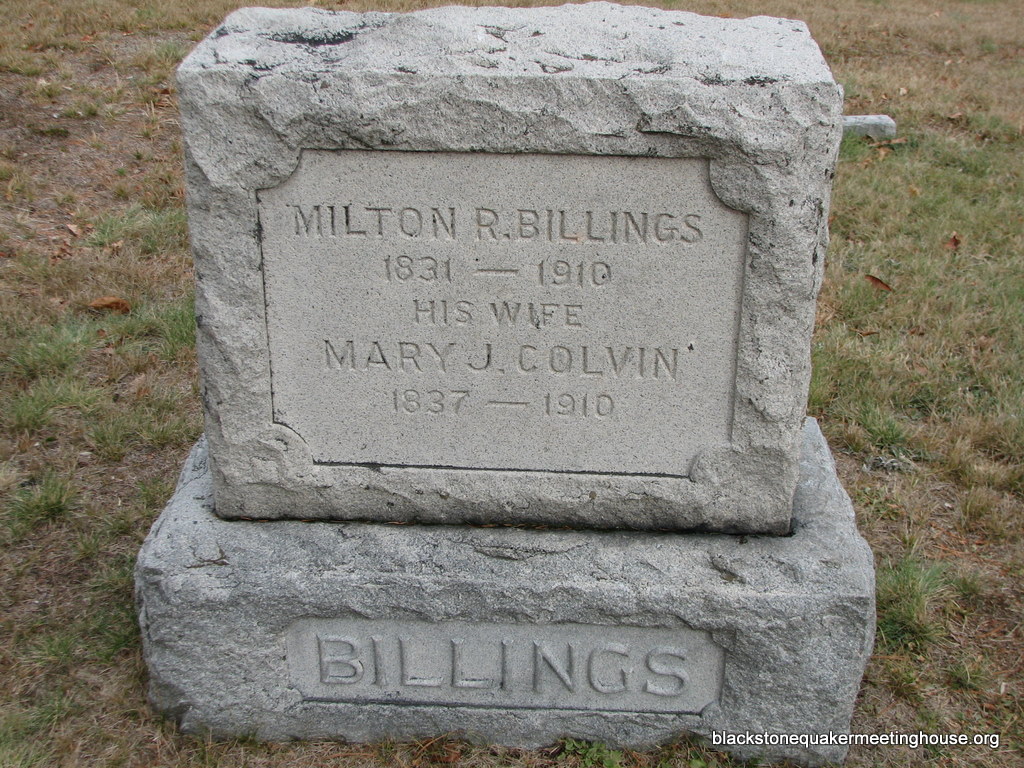 MILTON R. BILLINGS
1831 — 1910
HIS WIFE
MARY J. COLVIN
1837 — 1910
BILLINGS
blackstonequakermeetinghouse.org